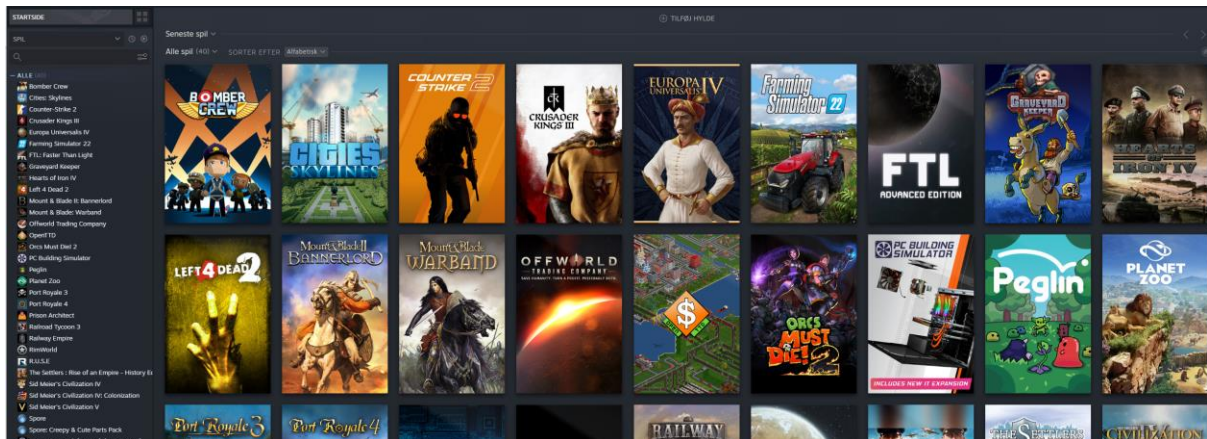 STARTSIDE
SPIL
ALLE (40)
Bomber Crew
Cities: Skylines
Counter-Strike 2
Crusader Kings III
Europa Universalis IV
Farming Simulator 22
FTL: Faster Than Light
Graveyard Keeper
Hearts of Iron IV
Left 4 Dead 2
Mount & Blade II: Bannerlord
Mount & Blade: Warband
Offworld Trading Company
OpenTTD
Orcs Must Die! 2
PC Building Simulator
Peglin
Planet Zoo
Port Royale 3
Port Royale 4
Prison Architect
Railroad Tycoon 3
Railway Empire
RimWorld
R.U.S.E
The Settlers : Rise of an Empire - History E
Sid Meier's Civilization IV
Sid Meier's Civilization IV: Colonization
Sid Meier's Civilization V
Spore
Spore: Creepy & Cute Parts Pack
TILFØJ HYLDE
Seneste spil
Alle spil (40) SORTER EFTER Alfabetisk
BOMBER CREW
CITIES SKYLINES
COUNTER STRIKE 2
CRUSADER KINGS III
EUROPA UNIVERSALIS IV
Farming Simulator 22
FTL
ADVANCED EDITION
GRAVEYARD KEEPER
HEARTS OF IRON IV
LEFT 4 DEAD 2
MOUNT & BLADE II
BANNERLORD
MOUNT & BLADE
WARBAND
OFFWORLD
TRADING COMPANY
$
ORCS MUST DIE! 2
PC BUILDING SIMULATOR
INCLUDES NEW IT EXPANSION
Peglin
PLANET ZOO
Port Royale 3
Port Royale 4
RAILWAY
THE SETTLERS
CIVILIZATION